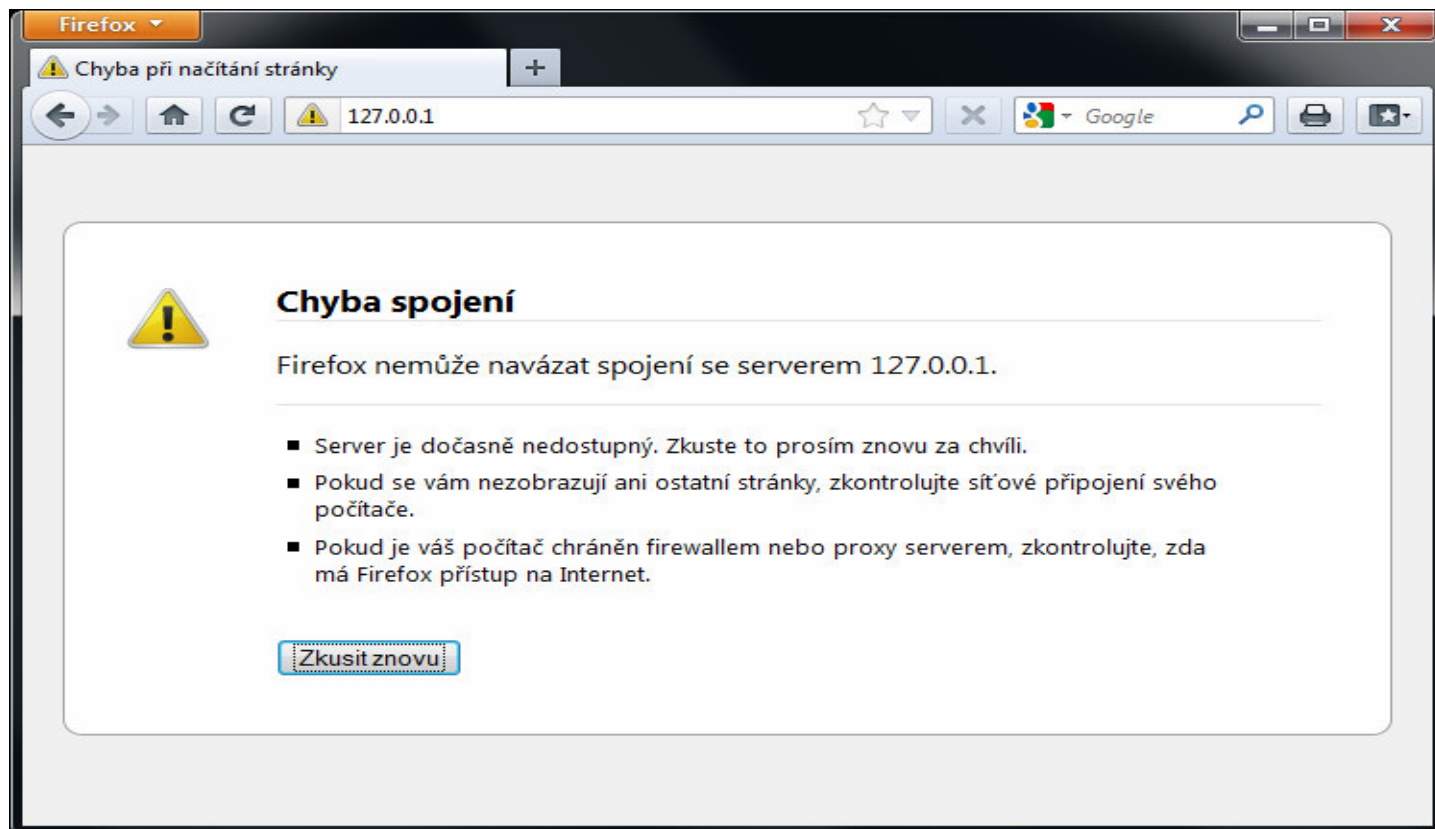 Firefox
Chyba při načítání stránky
127.0.0.1
Google
Chyba spojení
Firefox nemůže navázat spojení se serverem 127.0.0.1.
Server je dočasně nedostupný. Zkuste to prosím znovu za chvíli.
Pokud se vám nezobrazují ani ostatní stránky, zkontrolujte síťové připojení svého
počítače.
Pokud je váš počítač chráněn firewallem nebo proxy serverem, zkontrolujte, zda
má Firefox přístup na Internet.
Zkusit znovu